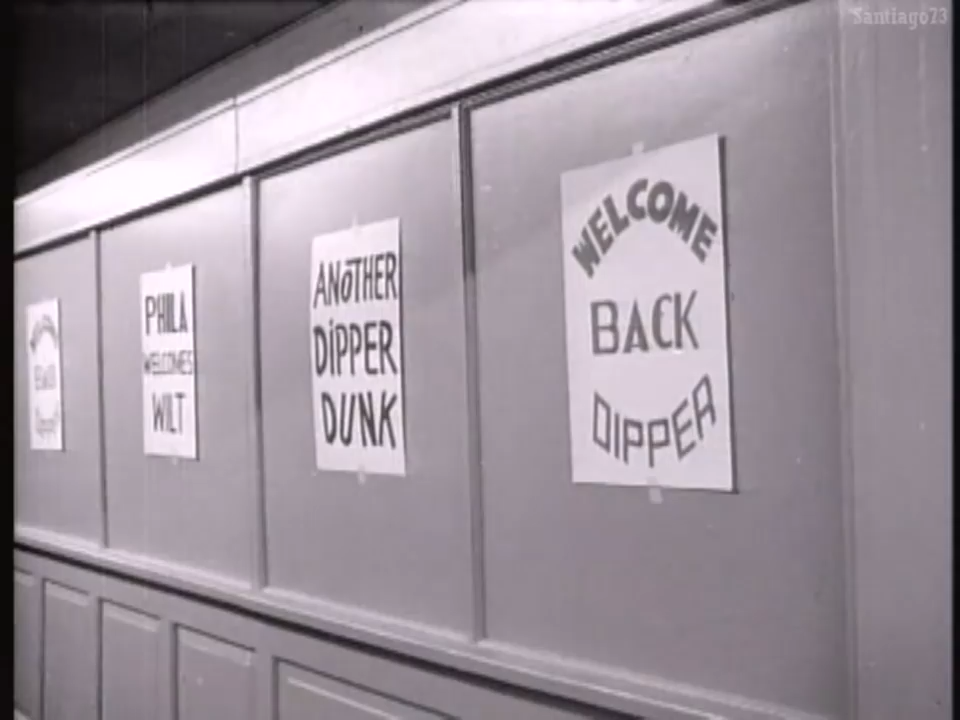 Santiago73
PHILA
WELCOMES
WILT
ANOTHER
DIPPER
DUNK
WELCOME
BACK
DIPPER